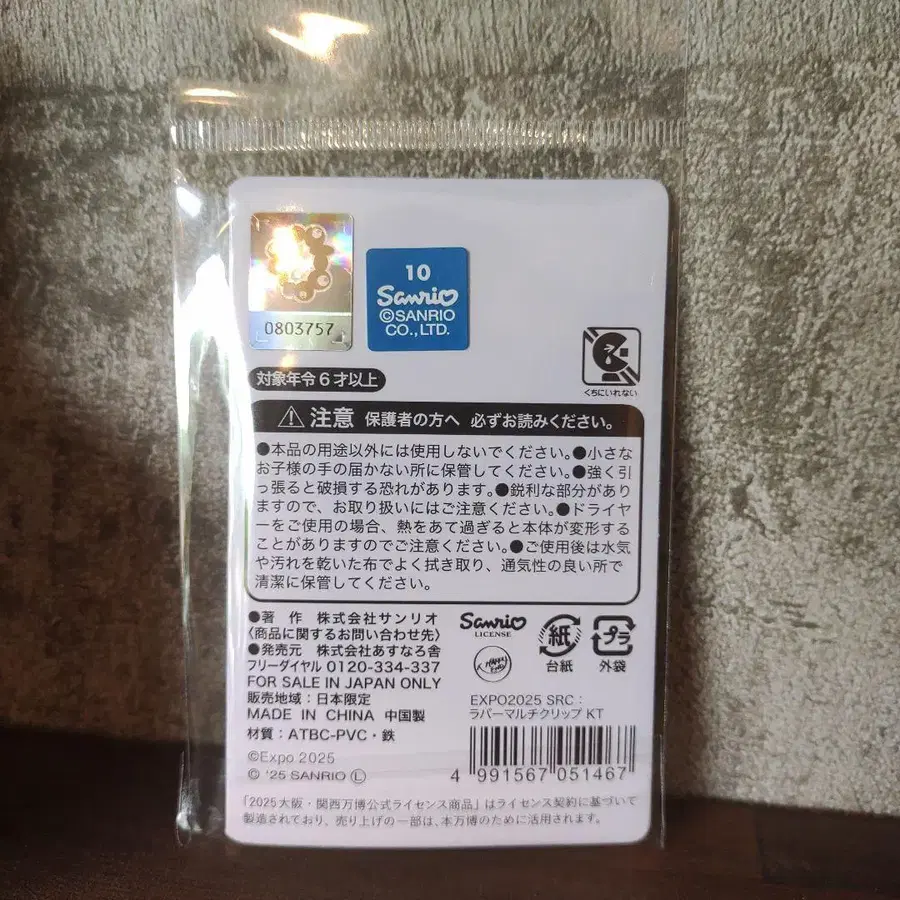 0803757
10
Sanrio
©SANRIO
CO., LTD.
くちにいれない
対象年令6才以上
注意 保護者の方へ 必ずお読みください。
●本品の用途以外には使用しないでください。●小さな
お子様の手の届かない所に保管してください。●強く引
っ張ると破損する恐れがあります。●鋭利な部分があり
ますので、お取り扱いにはご注意ください。●ドライヤ
ーをご使用の場合、熱をあて過ぎると本体が変形する
ことがありますのでご注意ください。●ご使用後は水気
や汚れを乾いた布でよく拭き取り、通気性の良い所で
清潔に保管してください。
●著 作 株式会社サンリオ
〈商品に関するお問い合わせ先〉
●発売元 株式会社あすなろ舎
フリーダイヤル 0120-334-337
FOR SALE IN JAPAN ONLY
販売地域:日本限定
MADE IN CHINA 中国製
材質:ATBC-PVC・鉄
©Expo 2025
© '25 SANRIO Ⓛ
Sanrio
LICENSE
紙
台紙
プラ
外袋
EXPO2025 SRC:
ラバーマルチクリップ KT
4 991567 051467
「2025大阪・関西万博公式ライセンス商品」はライセンス契約に基づいて
製造されており、売り上げの一部は、本万博のために活用されます。